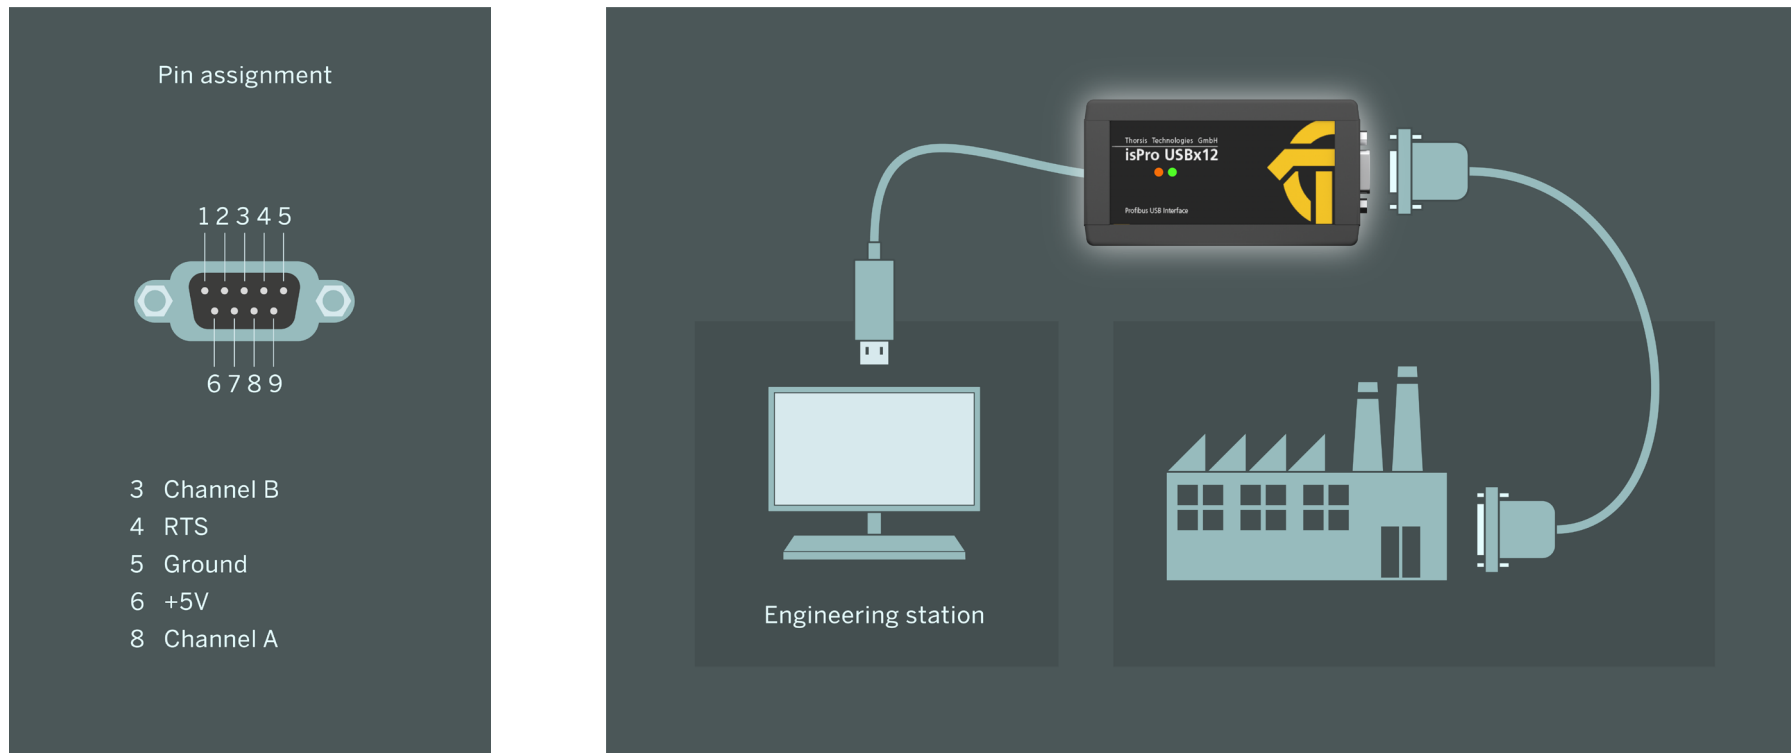 Pin assignment
1 2 3 4 5
6 7 8 9
3 Channel B
4 RTS
5 Ground
6 +5V
8 Channel A
Thorsis Technologies GmbH
isPro USBx12
Profibus USB Interface
Engineering station